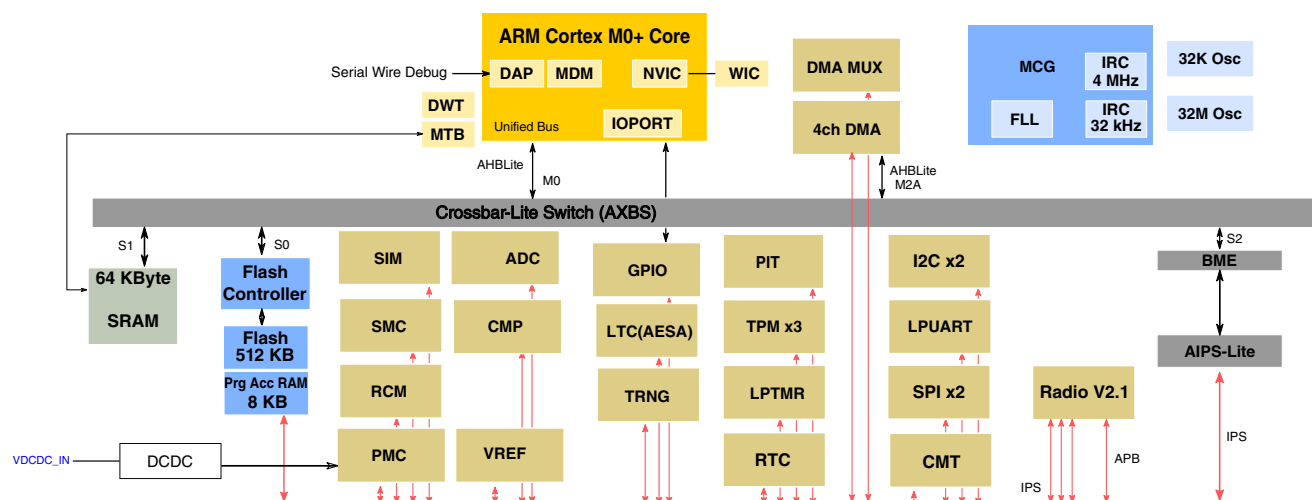 ARM Cortex M0+ Core
Serial Wire Debug
DAP
MDM
NVIC
WIC
DWT
MTB
Unified Bus
IOPORT
DMA MUX
4ch DMA
MCG
IRC
4 MHz
FLL
IRC
32 kHz
32K Osc
32M Osc
AHBLite
M0
AHBLite
M2A
Crossbar-Lite Switch (AXBS)
S1
S0
S2
64 KByte
SRAM
Flash
Controller
Flash
512 KB
Prg Acc RAM
8 KB
SIM
SMC
RCM
PMC
ADC
CMP
VREF
GPIO
LTC(AESA)
TRNG
PIT
TPM x3
LPTMR
RTC
I2C x2
LPUART
SPI x2
CMT
Radio V2.1
IPS
APB
BME
AIPS-Lite
IPS
VDCDC_IN
DCDC